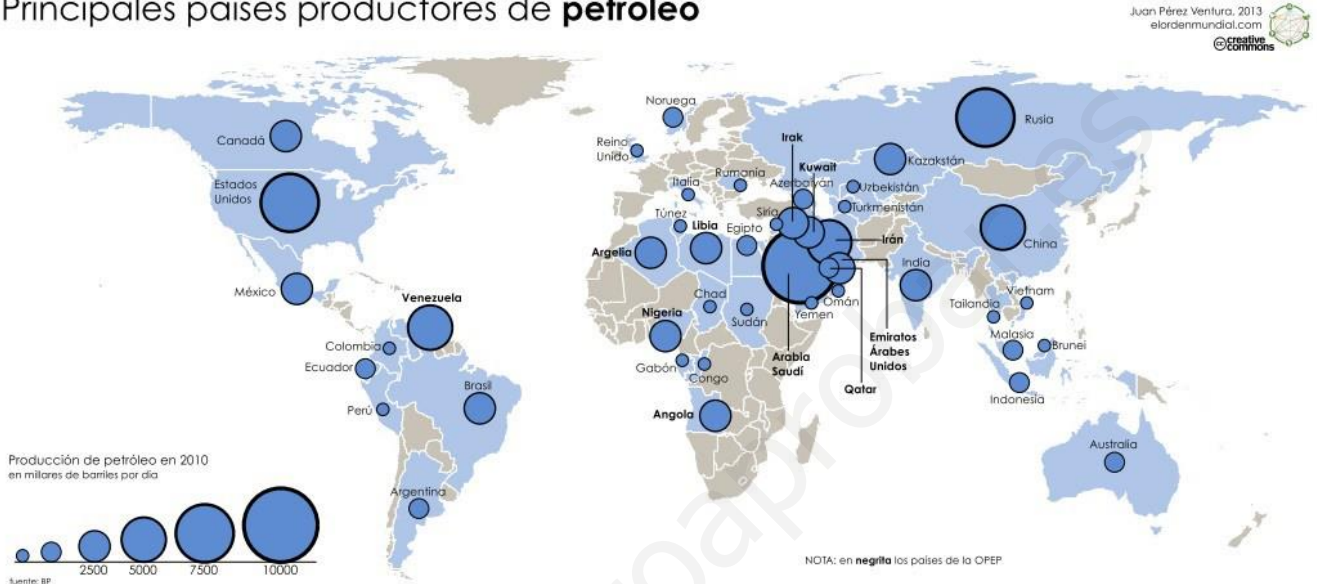 Principales países productores de petróleo
Juan Pérez Ventura, 2013
elordenmundial.com
creative
commons
Noruega
Rusia
Canadá
Reino
Unido
Irak
Kazakstán
Kuwait
Rumanía
Estados
Unidos
Italia
Azerbaiyán
Uzbekistán
Turkmenistán
Túnez
Libia
Siria
Egipto
Irán
China
Argelia
India
México
Venezuela
Chad
Omán
Vietnam
Nigeria
Sudán
Yemen
Tailandia
Colombia
Emiratos
Árabes
Unidos
Malasia
Brunei
Ecuador
Gabón
Congo
Arabia
Saudí
Brasil
Qatar
Indonesia
Perú
Angola
Australia
Producción de petróleo en 2010
en millares de barriles por día
Argentina
2500 5000 7500 10000
fuente: BP
NOTA: en negrita los países de la OPEP